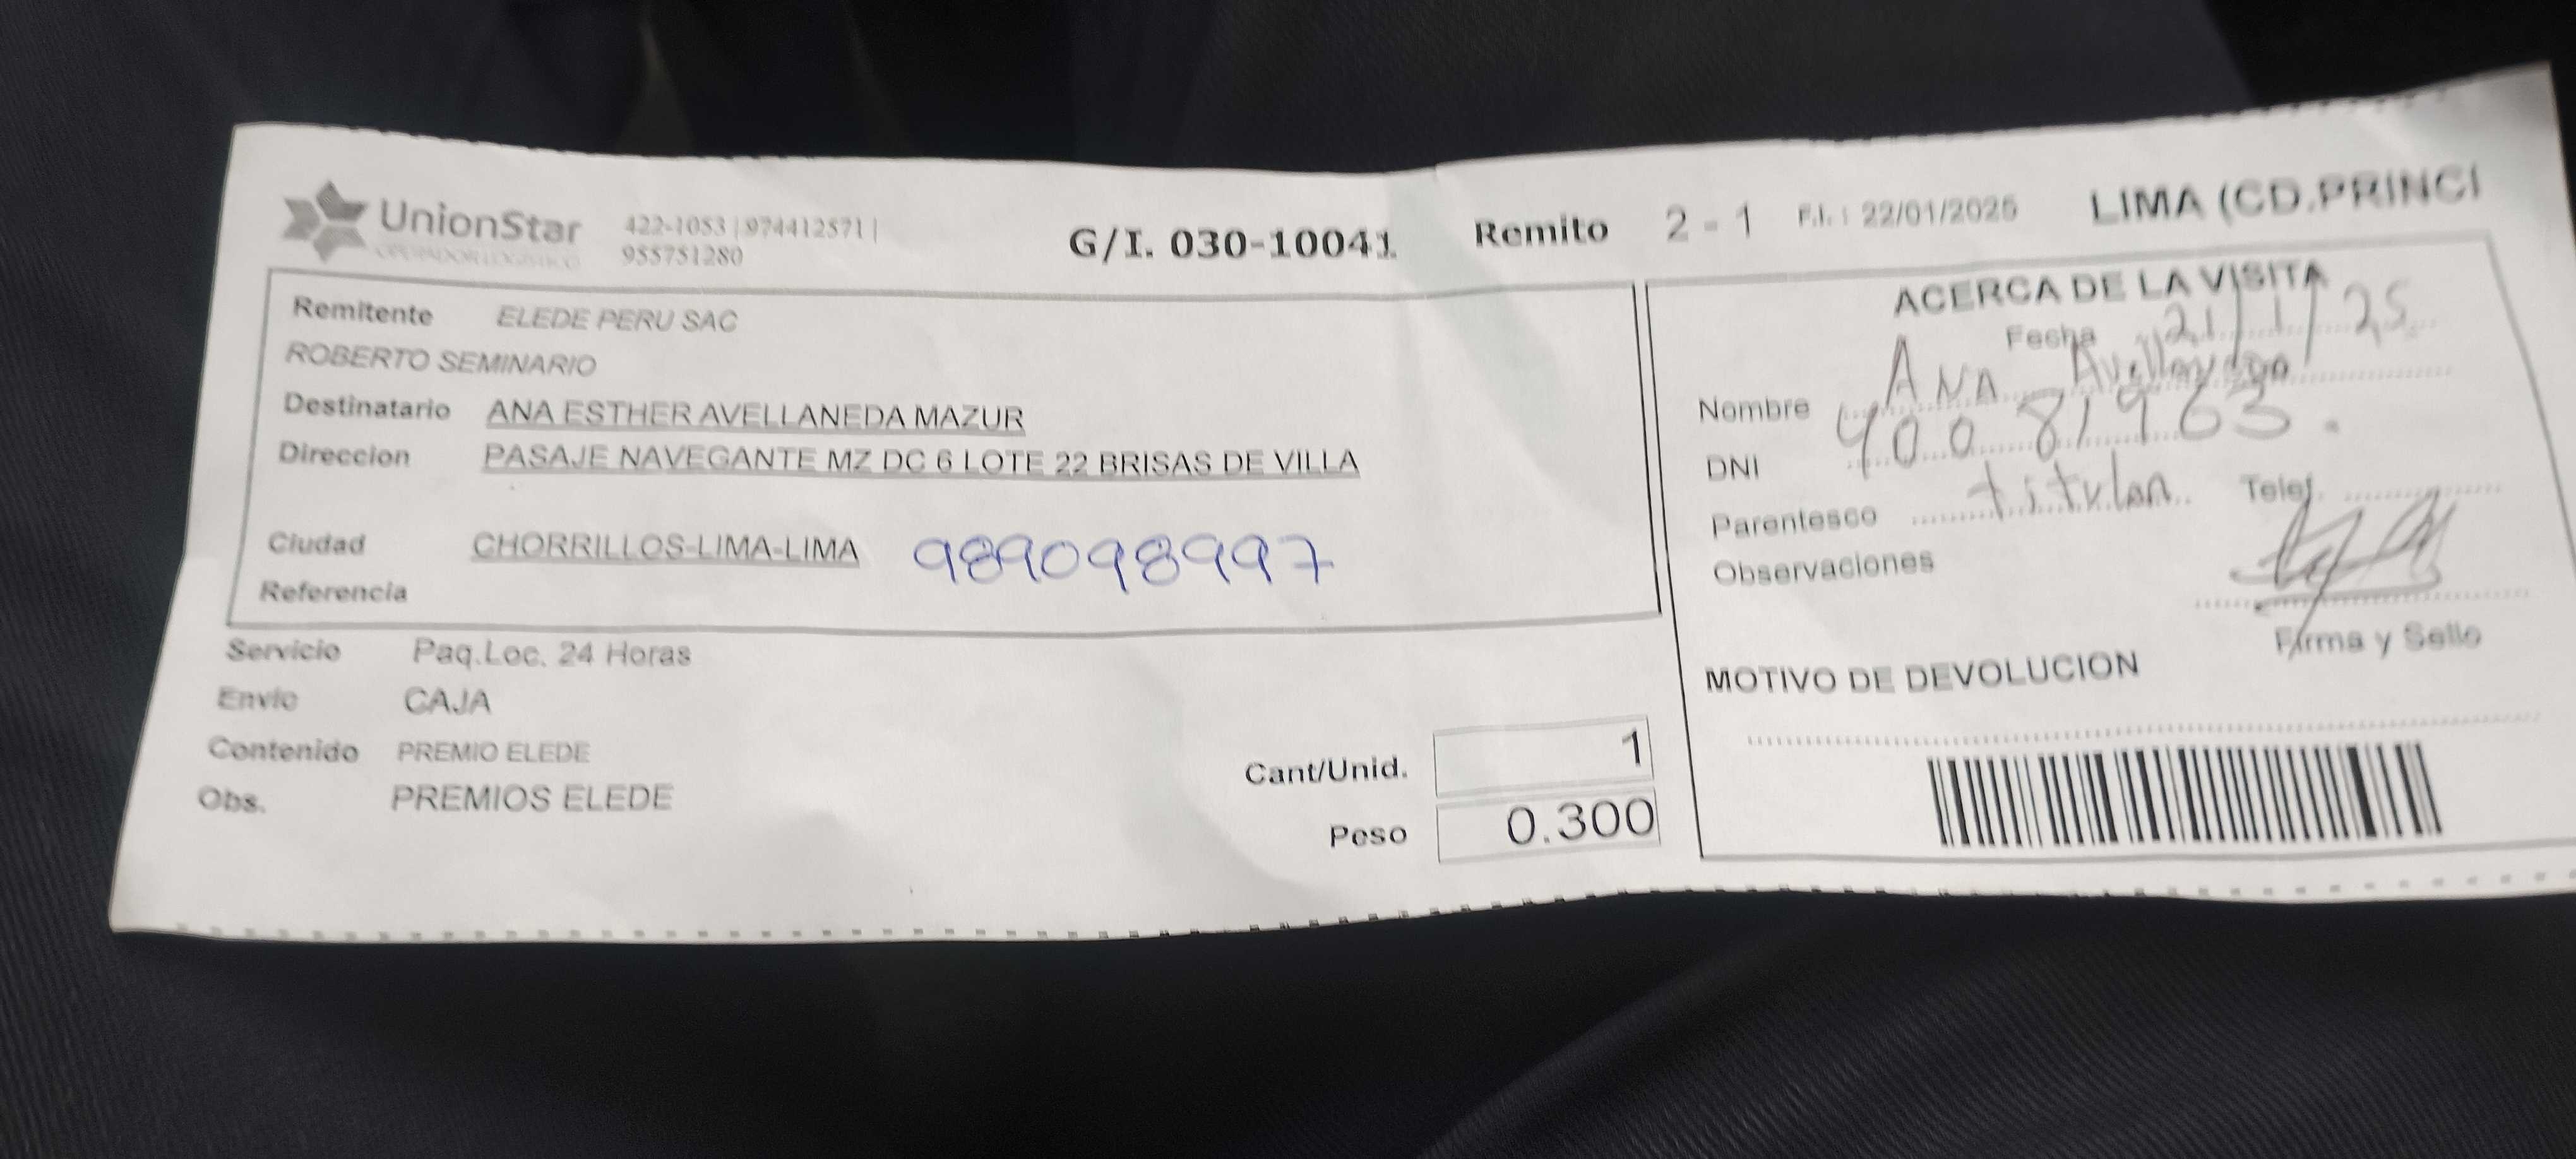 UnionStar
OPERADOR LOGISTICO
422-1053 | 974412571 |
955751280
G/I. 030-10041
Remito 2 - 1
F.I. : 22/01/2025
LIMA (CD.PRINCI
Remitente ELEDE PERU SAC
ROBERTO SEMINARIO
Destinatario ANA ESTHER AVELLANEDA MAZUR
Direccion PASAJE NAVEGANTE MZ DC 6 LOTE 22 BRISAS DE VILLA
Ciudad CHORRILLOS-LIMA-LIMA 989098997
Referencia
Servicio Paq.Loc. 24 Horas
Envio CAJA
Contenido PREMIO ELEDE
Obs. PREMIOS ELEDE
Cant/Unid. 1
Peso 0.300
ACERCA DE LA VISITA
Fecha 21/1/25
Nombre Ana Avellaneda
DNI 40081963.
Parentesco titular Telef.
Observaciones
Firma y Sello
MOTIVO DE DEVOLUCION